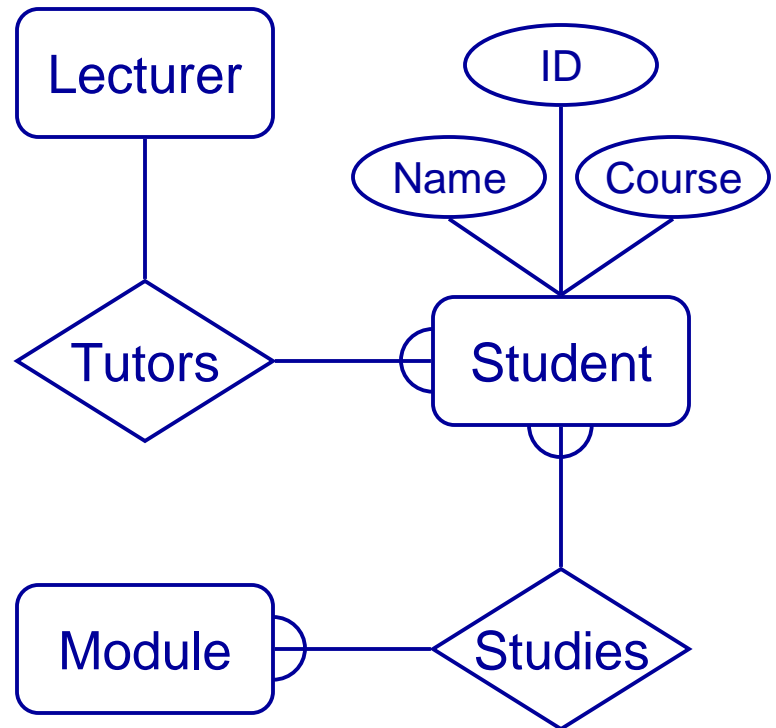 Lecturer
ID
Name
Course
Tutors
Student
Module
Studies